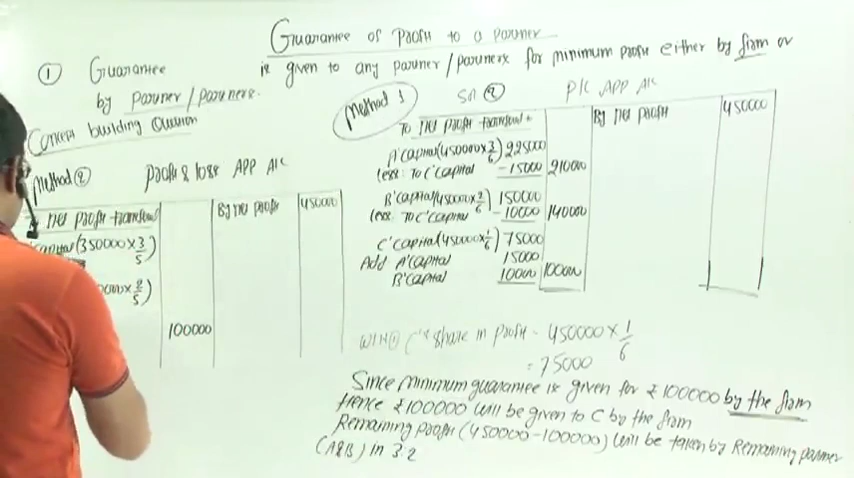 Guarantee of Profit to a Partner
is given to any partner/partners for minimum profit either by firm or
① Guarantee
by partner/partners.
Concept building Question
Method ②
Profit & loss APP A/C
To net profit transferred
By net profit
450000
Capital (350000 × 3/5)
000 × 2/5)
100000
Method 1
Sol ②
P/L APP A/C
To net profit transfer
By net profit
450000
A'Capital (450000 × 3/6) 225000
Less: To C'Capital - 15000 210000
B'Capital (450000 × 2/6) 150000
Less: To C'Capital - 10000 140000
C'Capital (450000 × 1/6) 75000
Add A'Capital 15000
B'Capital 10000 100000
W/N ① C's share in profit = 450000 × 1/6
= 75000
Since minimum guarantee is given for ₹100000 by the firm
Hence ₹100000 will be given to C by the firm
Remaining profit (450000-100000) will be taken by Remaining partner
(A&B) in 3:2